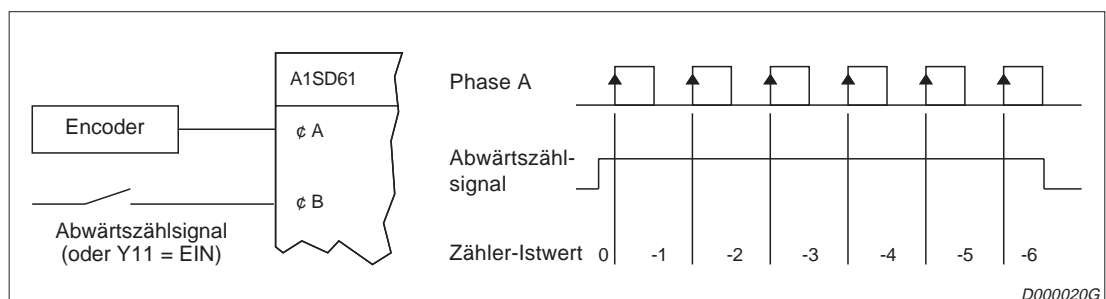 A1SD61
Encoder
¢ A
¢ B
Abwärtszählsignal
(oder Y11 = EIN)
Phase A
Abwärtszähl-
signal
Zähler-Istwert 0 -1 -2 -3 -4 -5 -6
D000020G